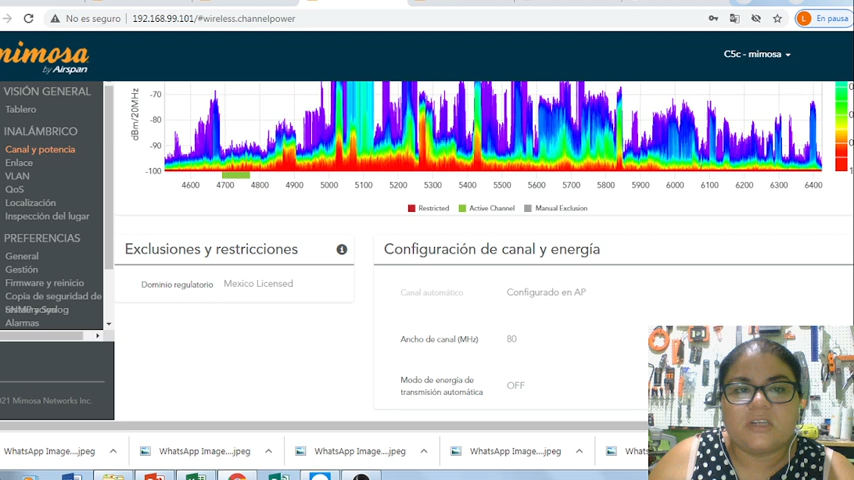 No es seguro | 192.168.99.101/#wireless.channelpower
L En pausa
mimosa
by Airspan
C5c - mimosa
VISIÓN GENERAL
Tablero
INALÁMBRICO
Canal y potencia
Enlace
VLAN
QoS
Localización
Inspección del lugar
PREFERENCIAS
General
Gestión
Firmware y reinicio
Copia de seguridad de
SNMP y Syslog
Alarmas
21 Mimosa Networks Inc.
dBm/20MHz
-70
-80
-90
-100
4600 4700 4800 4900 5000 5100 5200 5300 5400 5500 5600 5700 5800 5900 6000 6100 6200 6300 6400
Restricted Active Channel Manual Exclusion
Exclusiones y restricciones
Dominio regulatorio Mexico Licensed
Configuración de canal y energía
Canal automático Configurado en AP
Ancho de canal (MHz) 80
Modo de energía de
transmisión automática OFF
WhatsApp Image....jpeg WhatsApp Image....jpeg WhatsApp Image....jpeg WhatsApp Image....jpeg What